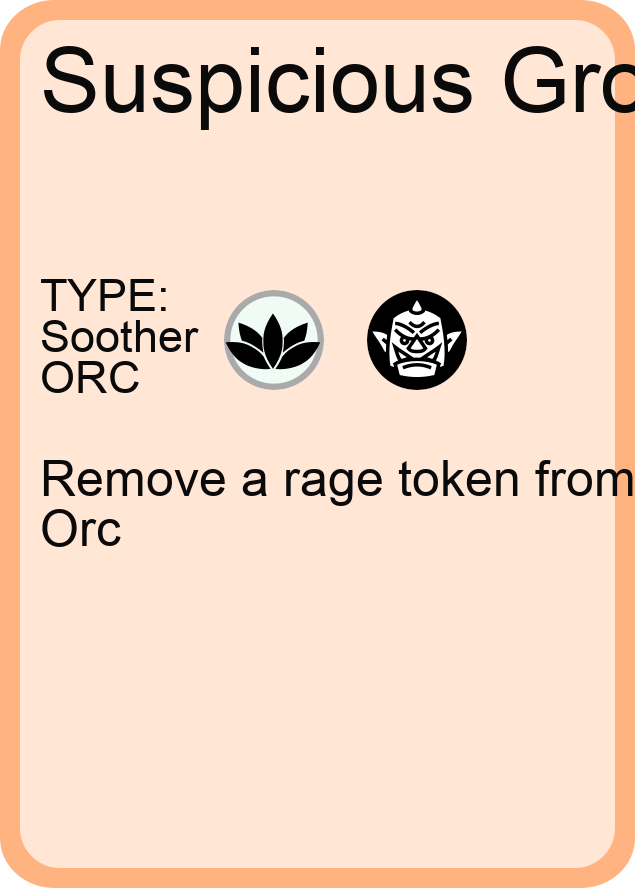 Suspicious Gro
TYPE:
Soother
ORC
Remove a rage token from
Orc